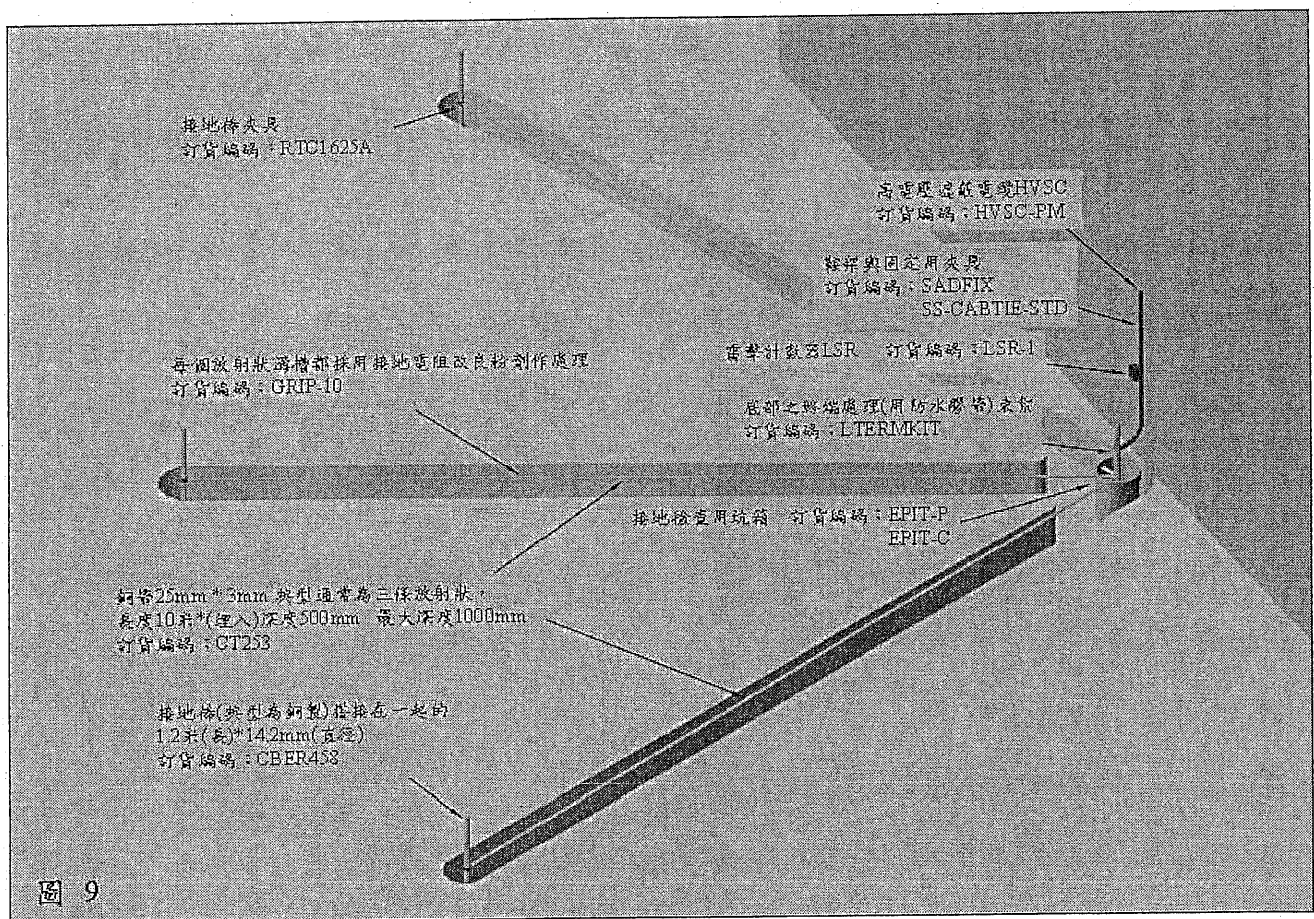 接地棒夾具
訂貨編碼：RTC1625A
高電壓遮蔽電纜HVSC
訂貨編碼：HVSC-PM
鞍架與固定用夾具
訂貨編碼：SADFIX
SS-CABTIE-STD
雷擊計數器LSR 訂貨編碼：LSR-1
每個放射狀溝槽都採用接地電阻改良粉劑作處理
訂貨編碼：GRIP-10
底部之終端處理(用防水膠帶)套裝
訂貨編碼：LTERMKIT
接地檢查用坑箱 訂貨編碼：EPIT-P
EPIT-C
銅帶25mm * 3mm 典型通常為三條放射狀，
長度10米*(埋入)深度500mm 最大深度1000mm
訂貨編碼：CT253
接地棒(典型為銅製)搭接在一起的
1.2米(長)*14.2mm(直徑)
訂貨編碼：CBER458
圖 9